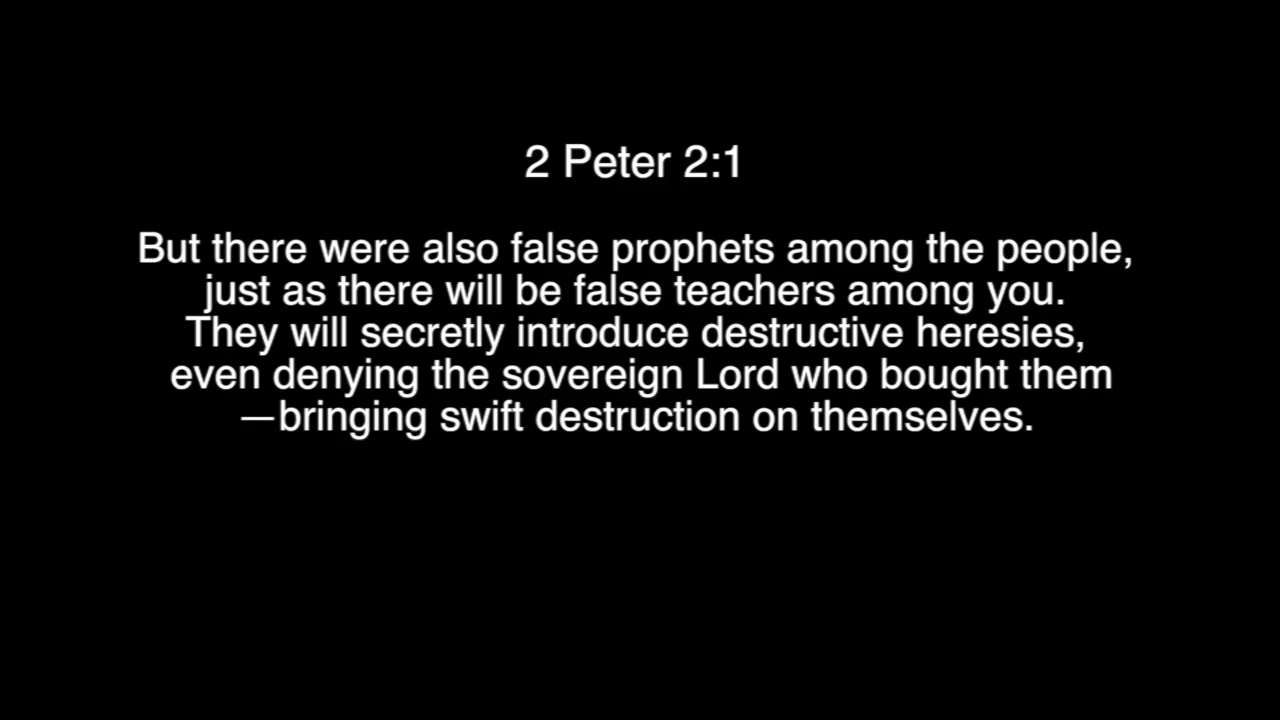 2 Peter 2:1
But there were also false prophets among the people,
just as there will be false teachers among you.
They will secretly introduce destructive heresies,
even denying the sovereign Lord who bought them
—bringing swift destruction on themselves.